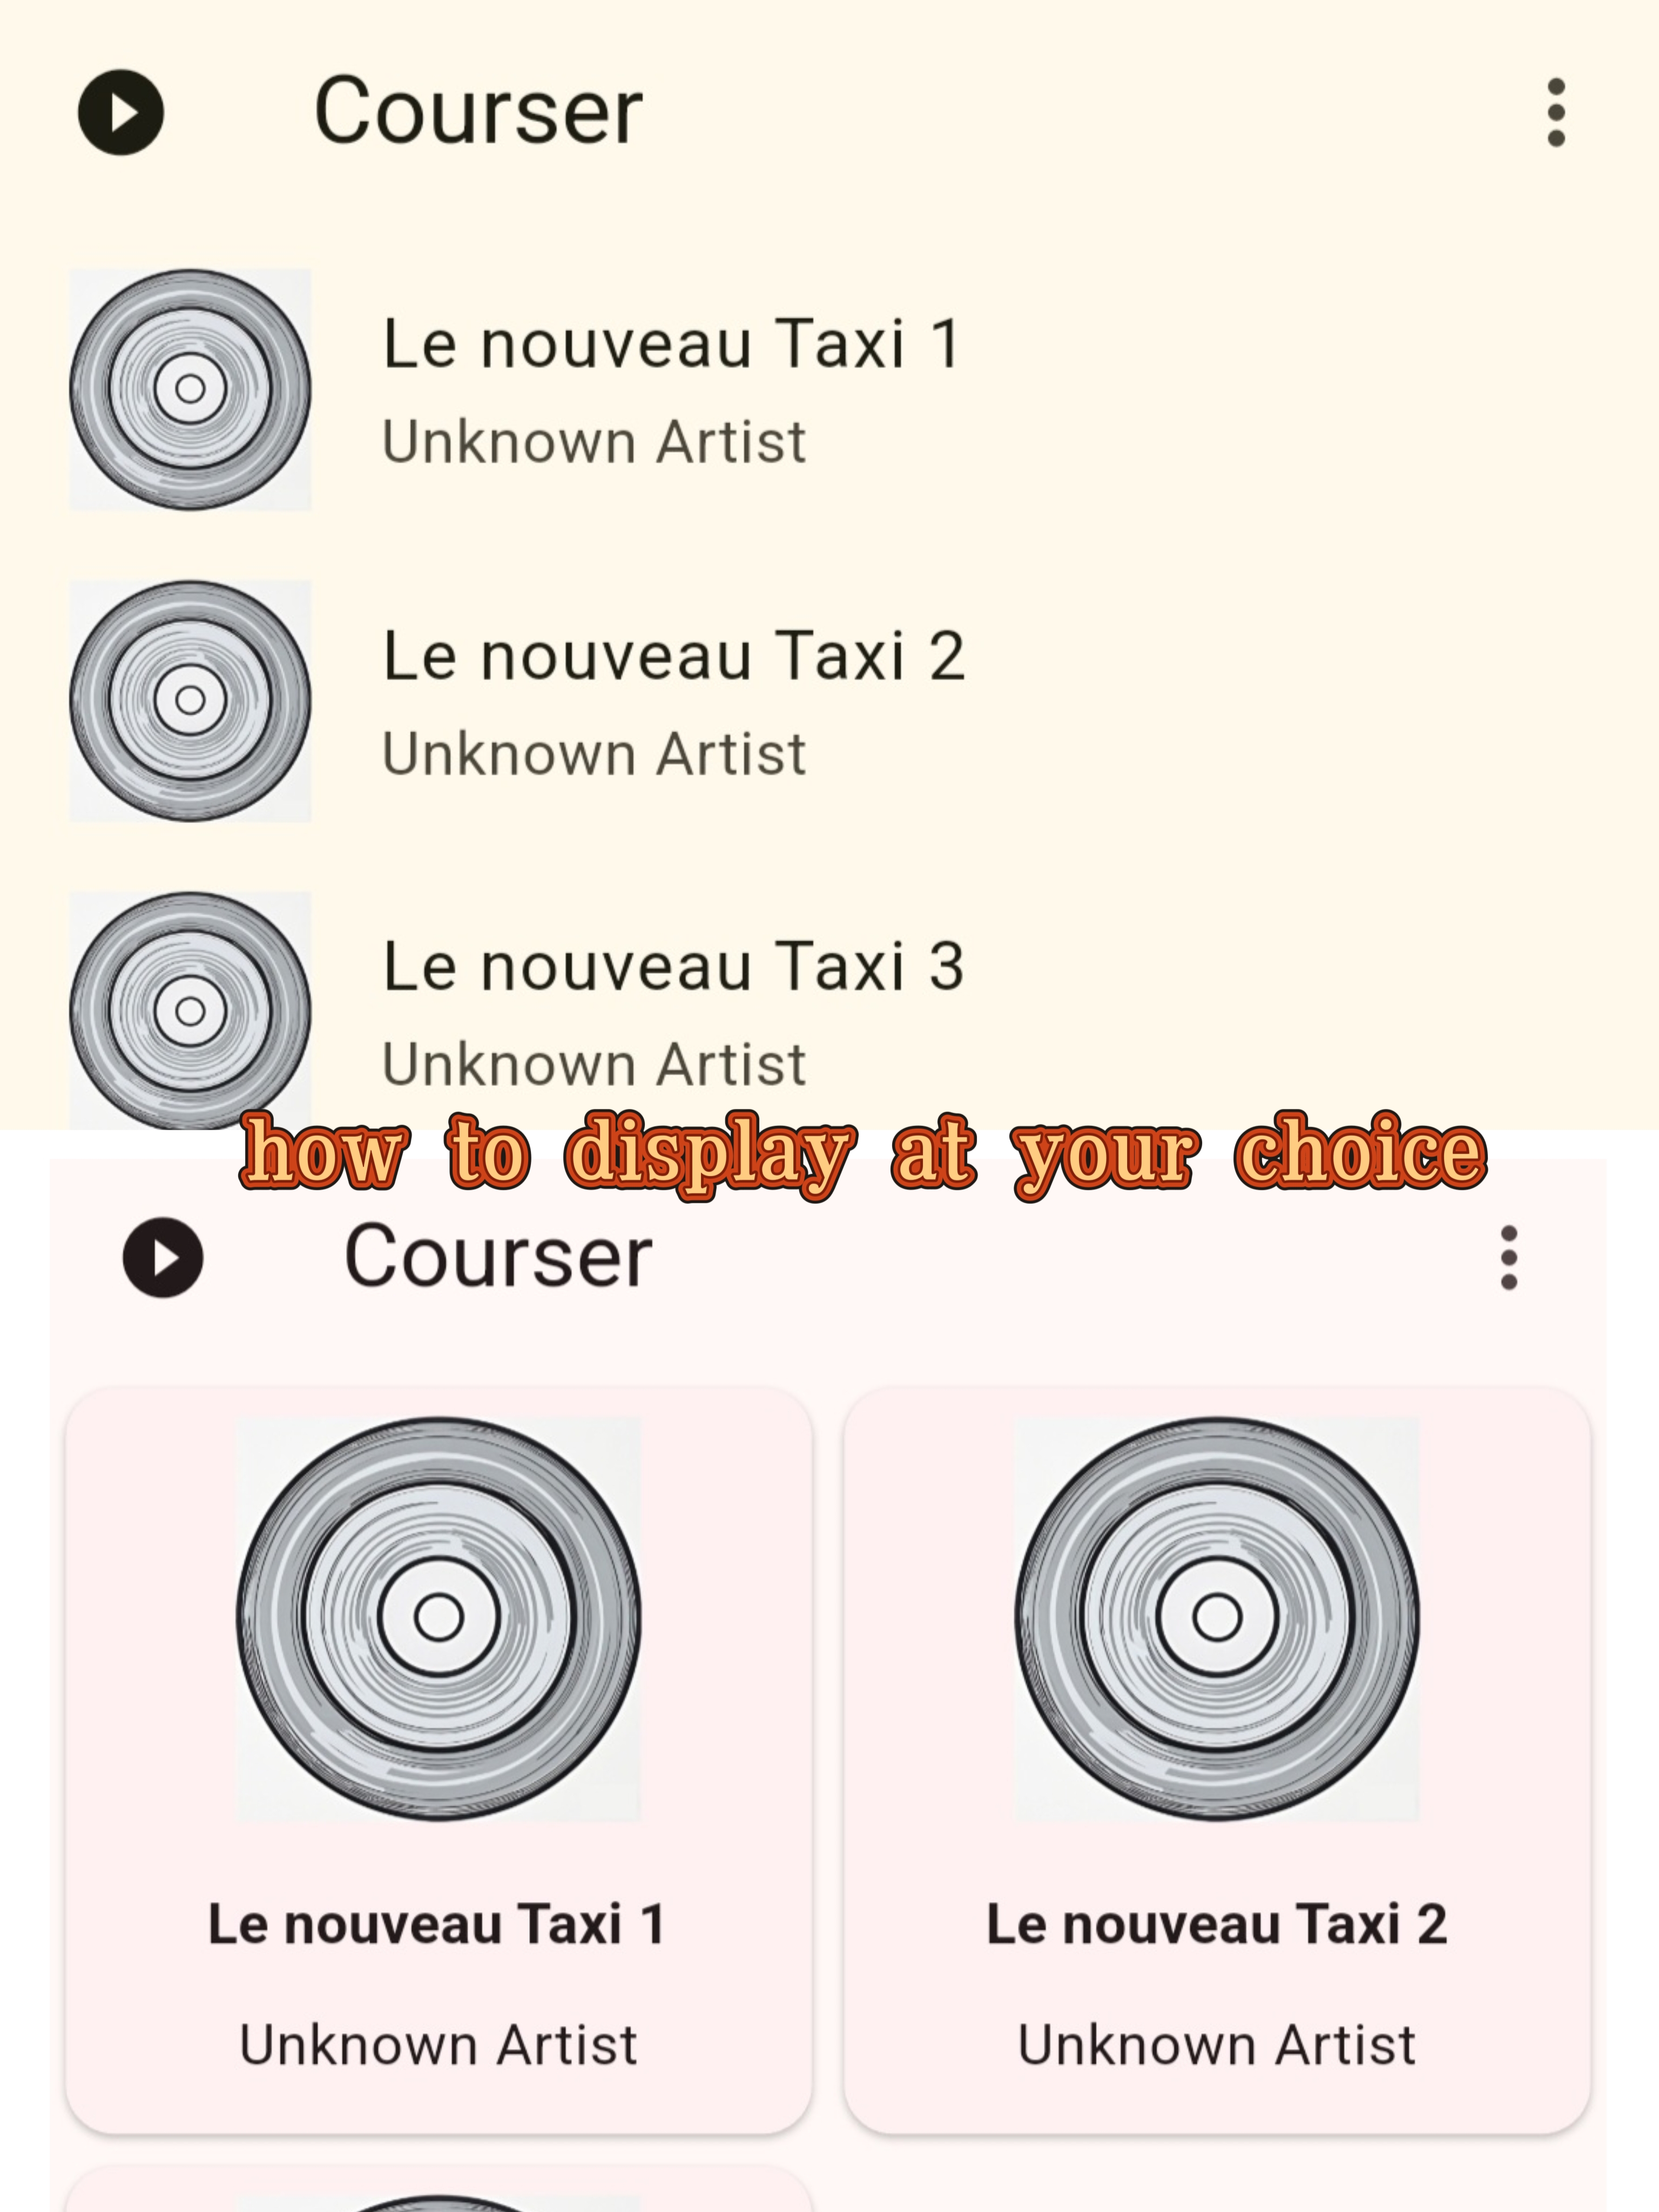 Courser
Le nouveau Taxi 1
Unknown Artist
Le nouveau Taxi 2
Unknown Artist
Le nouveau Taxi 3
Unknown Artist
how to display at your choice
Courser
Le nouveau Taxi 1
Unknown Artist
Le nouveau Taxi 2
Unknown Artist